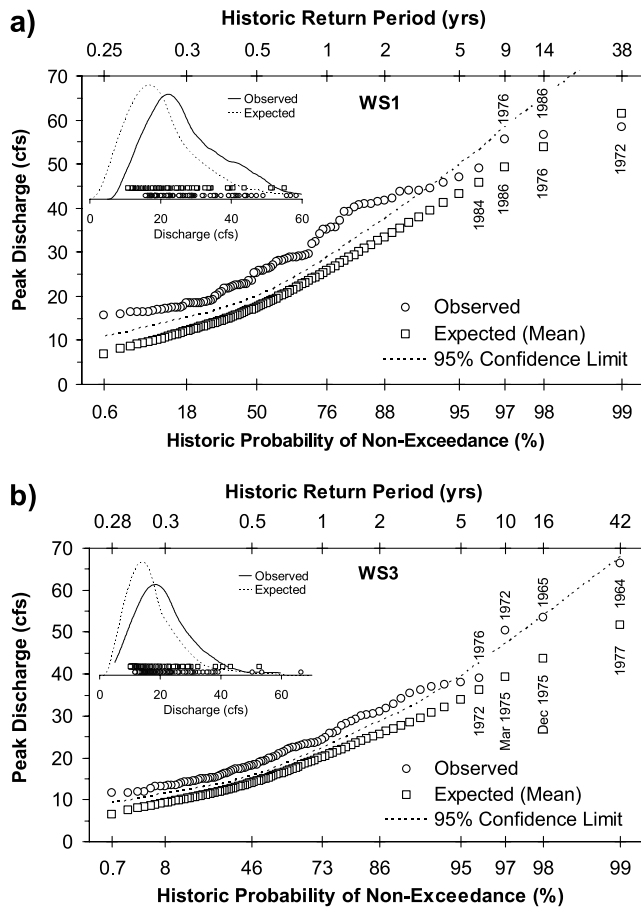 a)
Historic Return Period (yrs)
0.25 0.3 0.5 1 2 5 9 14 38
70
60
50
40
30
20
10
0
Peak Discharge (cfs)
WS1
Observed
Expected
0 20 40 60
Discharge (cfs)
1976
1986
1972
1984
1986
1976
Observed
Expected (Mean)
95% Confidence Limit
0.6 18 50 76 88 95 97 98 99
Historic Probability of Non-Exceedance (%)
b)
Historic Return Period (yrs)
0.28 0.3 0.5 1 2 5 10 16 42
70
60
50
40
30
20
10
0
Peak Discharge (cfs)
WS3
Observed
Expected
0 20 40 60
Discharge (cfs)
1976
1972
1965
1964
1972
Mar 1975
Dec 1975
1977
Observed
Expected (Mean)
95% Confidence Limit
0.7 8 46 73 86 95 97 98 99
Historic Probability of Non-Exceedance (%)